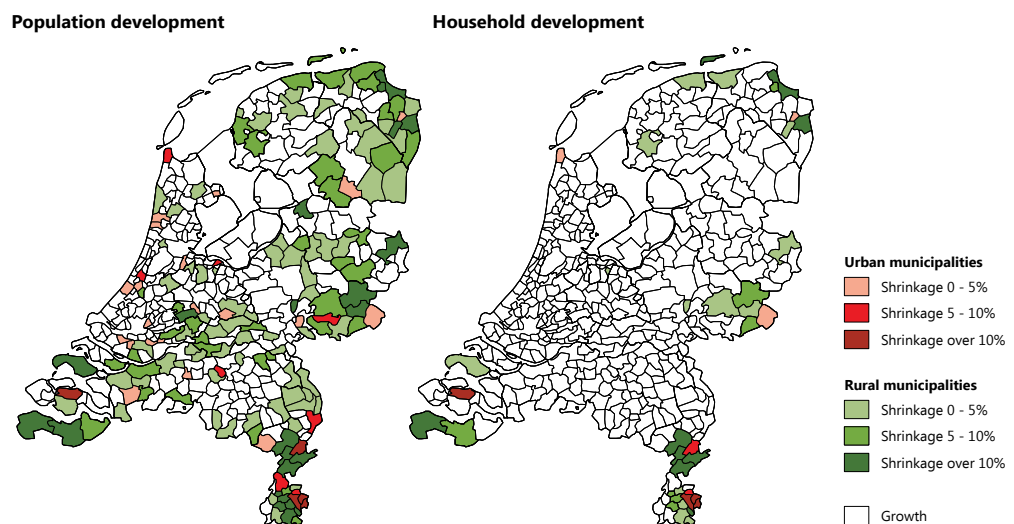 Population development
Household development
Urban municipalities
Shrinkage 0 - 5%
Shrinkage 5 - 10%
Shrinkage over 10%
Rural municipalities
Shrinkage 0 - 5%
Shrinkage 5 - 10%
Shrinkage over 10%
Growth